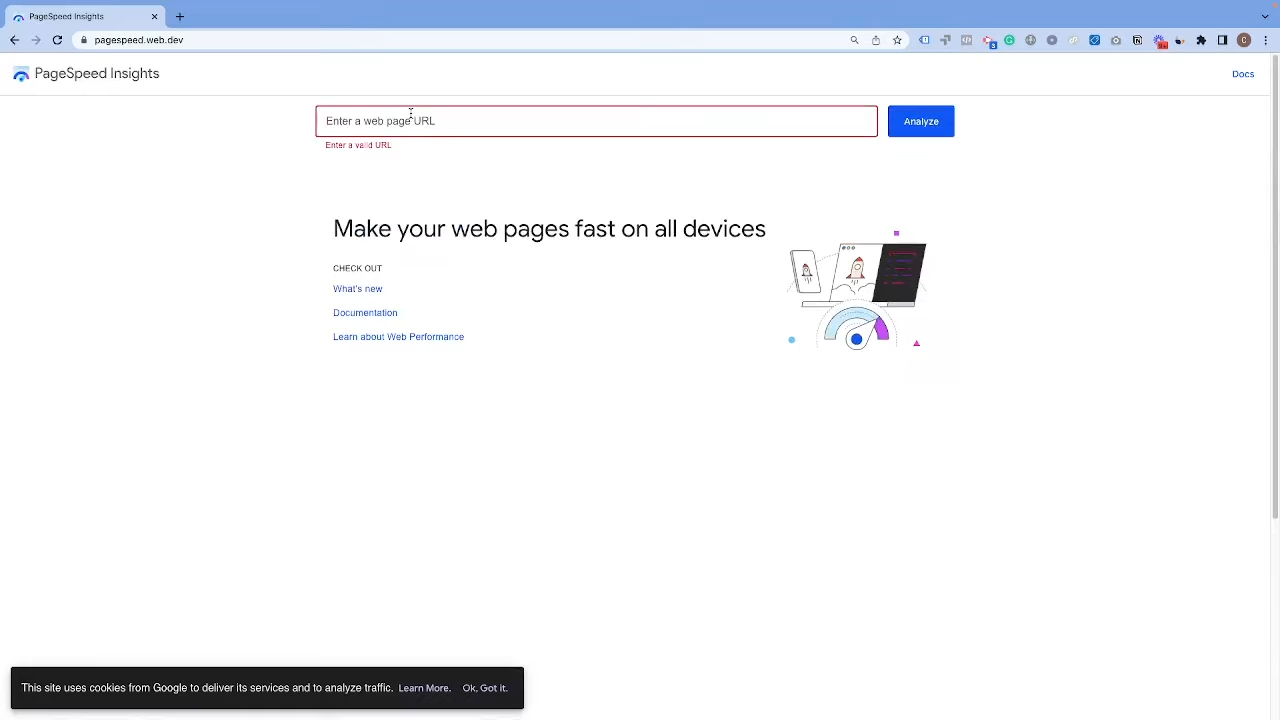 PageSpeed Insights
pagespeed.web.dev
PageSpeed Insights
Docs
Enter a web page URL
Analyze
Enter a valid URL
Make your web pages fast on all devices
CHECK OUT
What's new
Documentation
Learn about Web Performance
This site uses cookies from Google to deliver its services and to analyze traffic. Learn More. Ok, Got it.